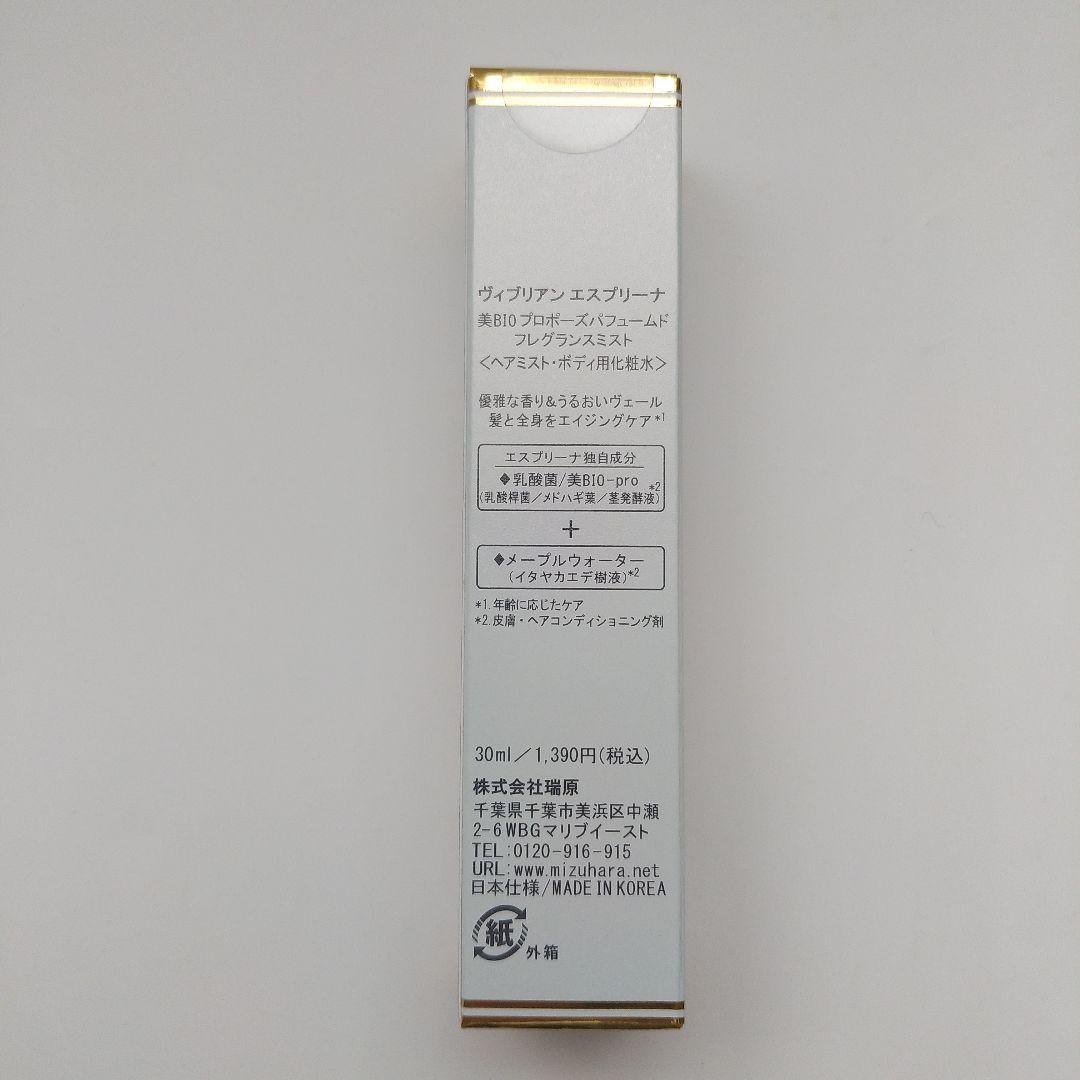 ヴィブリアン エスプリーナ
美BIOプロポーズパフュームド
フレグランスミスト
<ヘアミスト・ボディ用化粧水>
優雅な香り&うるおいヴェール
髪と全身をエイジングケア*1
エスプリーナ独自成分
◆乳酸菌/美BIO-pro
(乳酸桿菌/メドハギ葉/茎発酵液)*2
+
◆メープルウォーター
(イタヤカエデ樹液)*2
*1.年齢に応じたケア
*2.皮膚・ヘアコンディショニング剤
30ml/1,390円(税込)
株式会社瑞原
千葉県千葉市美浜区中瀬
2-6WBGマリブイースト
TEL:0120-916-915
URL:www.mizuhara.net
日本仕様/MADE IN KOREA
紙
外箱